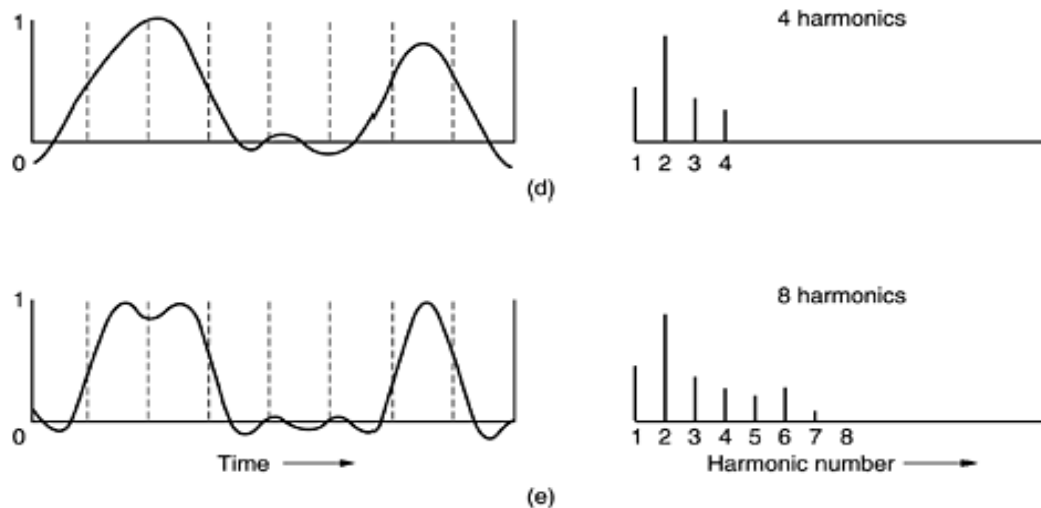 1
0
4 harmonics
1 2 3 4
(d)
1
0
Time
8 harmonics
1 2 3 4 5 6 7 8
Harmonic number
(e)